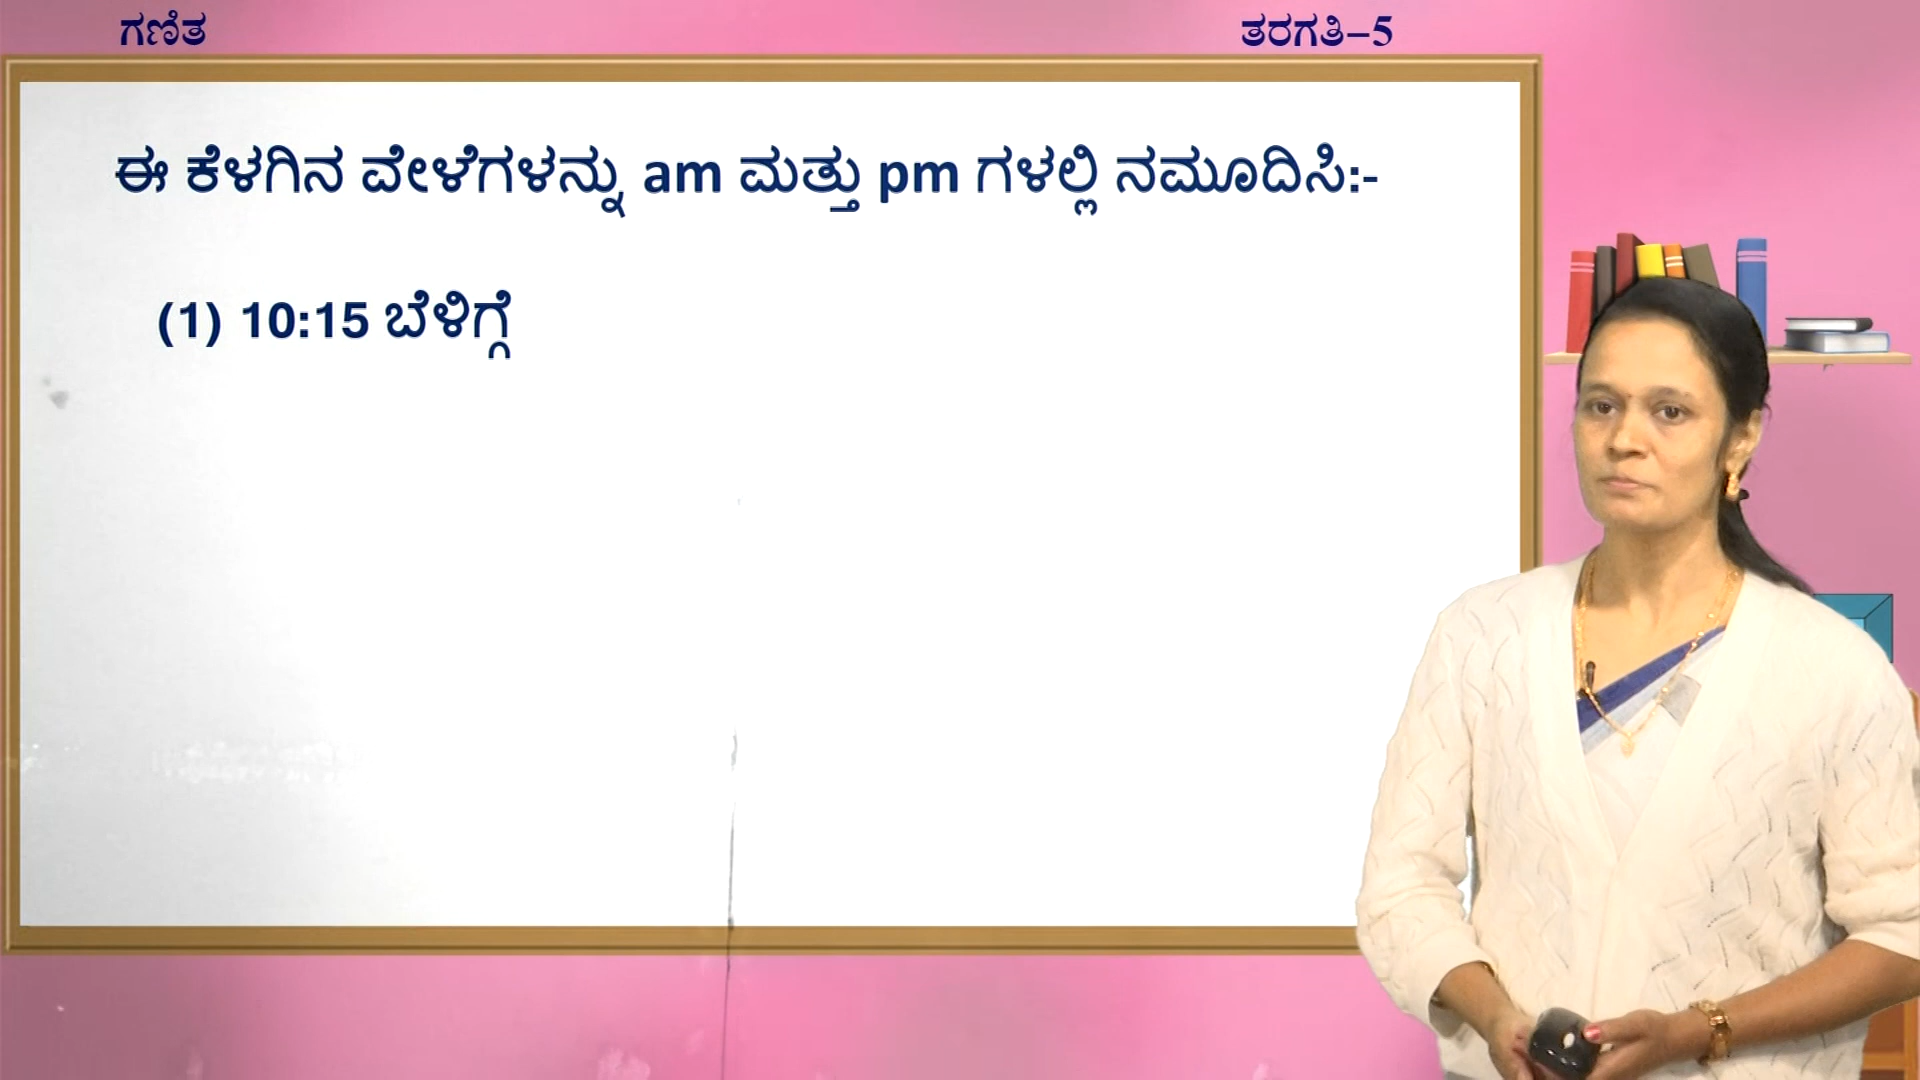 ಗಣಿತ ತರಗತಿ–5
ಈ ಕೆಳಗಿನ ವೇಳೆಗಳನ್ನು am ಮತ್ತು pm ಗಳಲ್ಲಿ ನಮೂದಿಸಿ:-
(1) 10:15 ಬೆಳಿಗ್ಗೆ